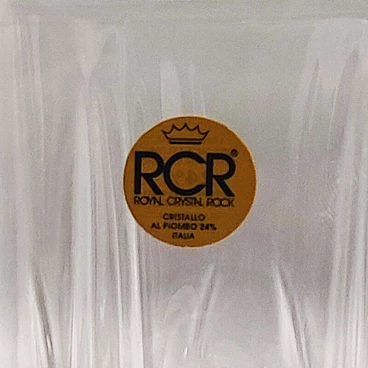 RCR®
ROYAL CRYSTAL ROCK
CRISTALLO
AL PIOMBO 24%
ITALIA